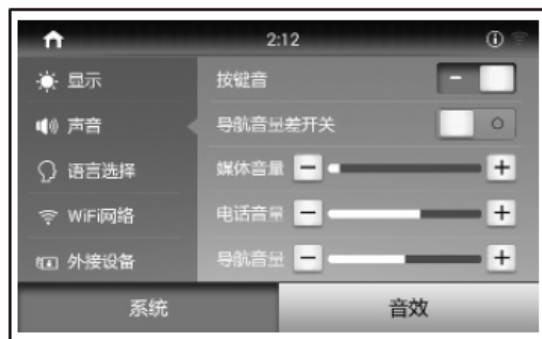 2:12
显示
声音
语言选择
WiFi网络
外接设备
按键音
导航音量差开关
媒体音量
电话音量
导航音量
系统
音效